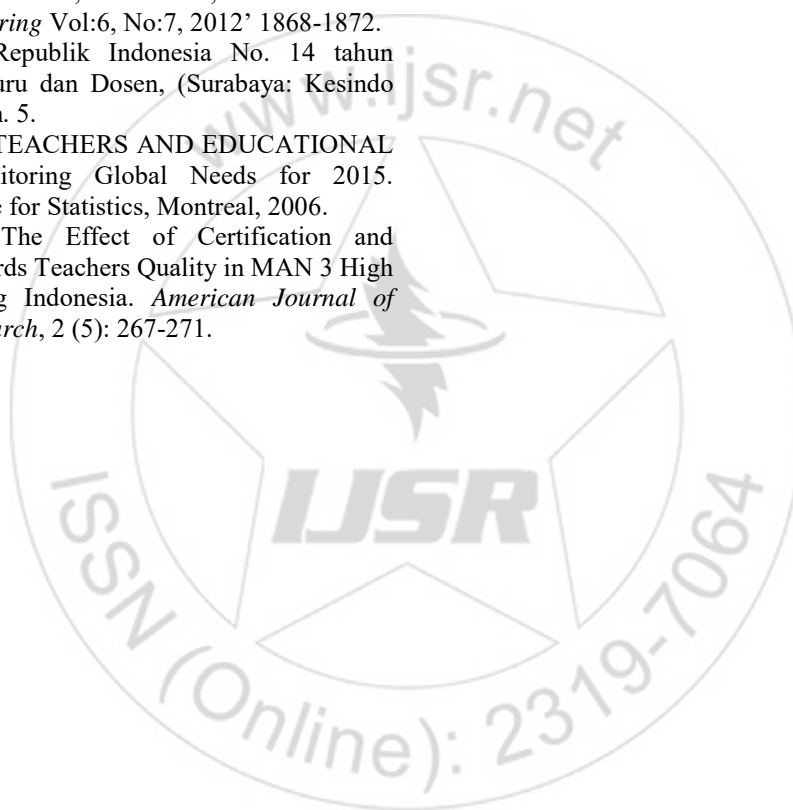 ring Vol:6, No:7, 2012’ 1868-1872.
Republik Indonesia No. 14 tahun
uru dan Dosen, (Surabaya: Kesindo
. 5.
TEACHERS AND EDUCATIONAL
itoring Global Needs for 2015.
e for Statistics, Montreal, 2006.
The Effect of Certification and
rds Teachers Quality in MAN 3 High
g Indonesia. American Journal of
rch, 2 (5): 267-271.
www.ijsr.net
IJSR
ISSN (Online): 2319-7064